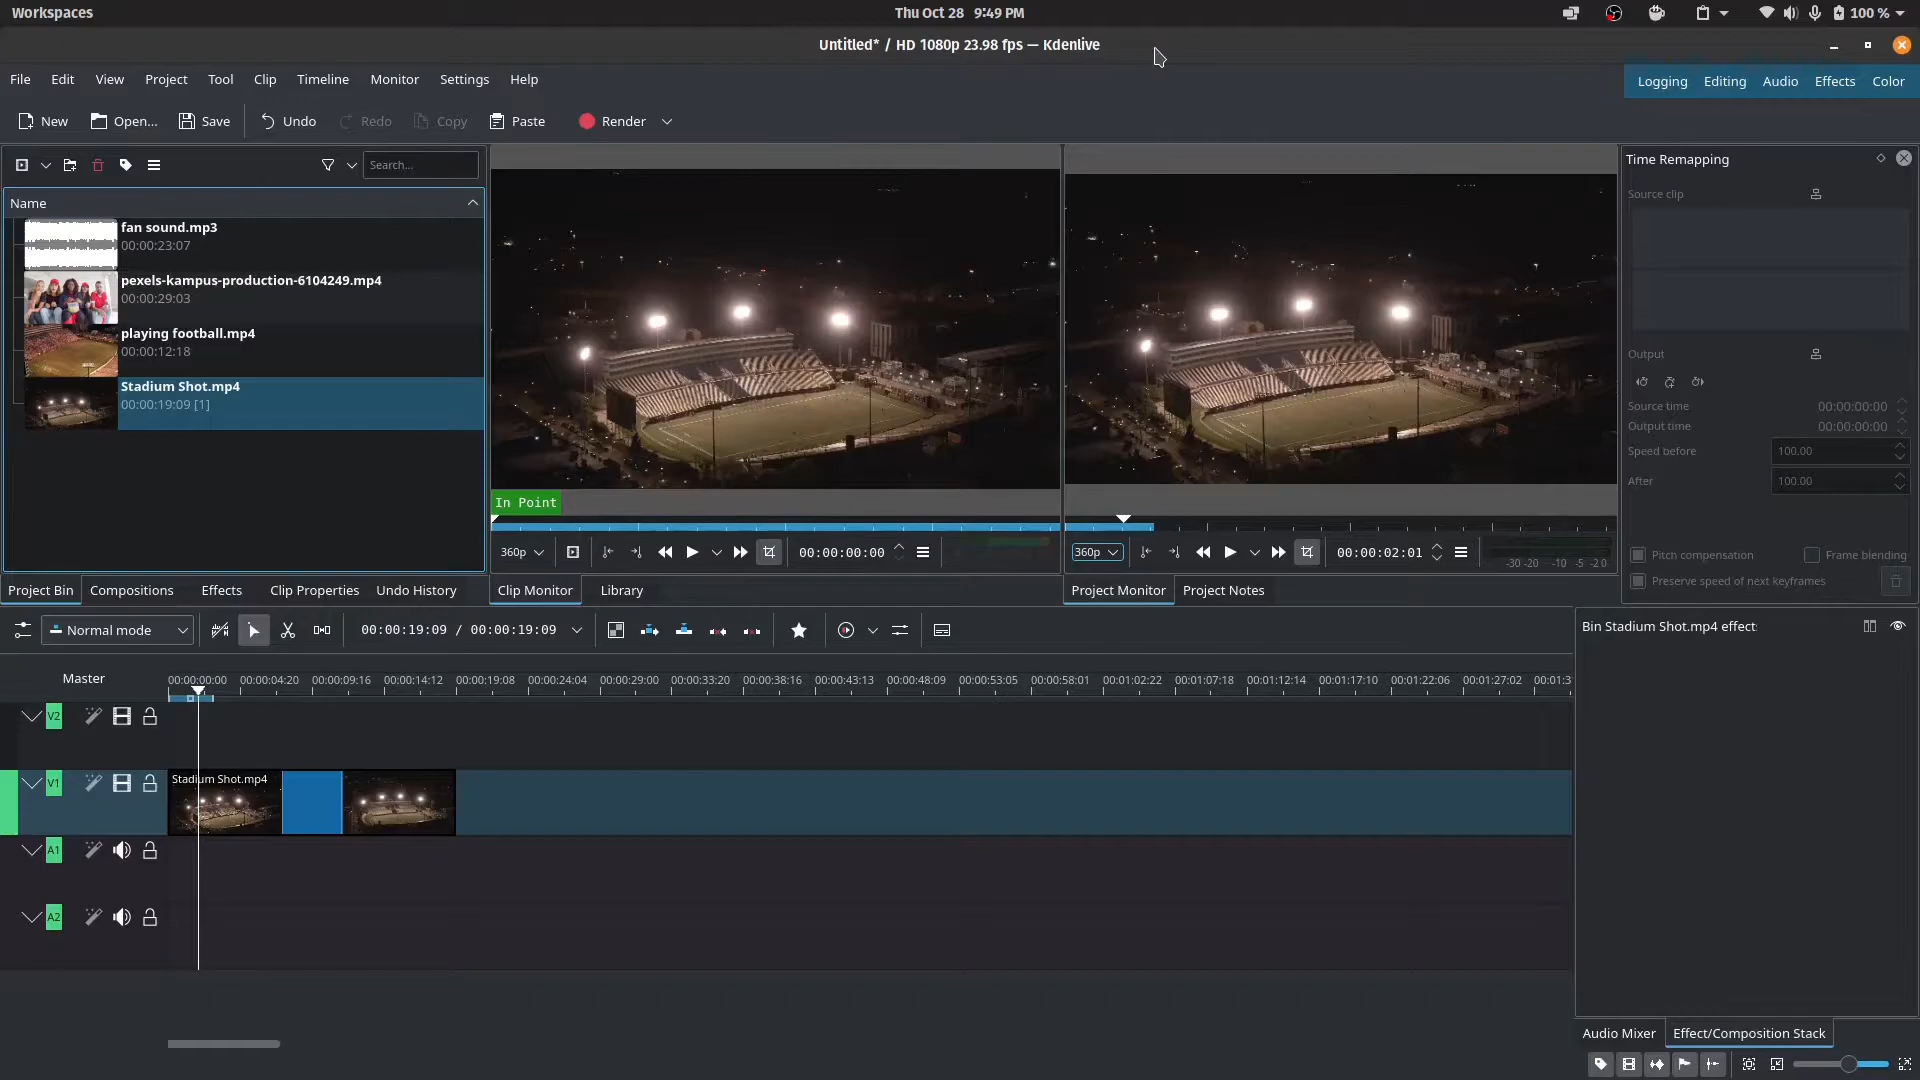 Workspaces
Thu Oct 28 9:49 PM
100 %
Untitled* / HD 1080p 23.98 fps — Kdenlive
File Edit View Project Tool Clip Timeline Monitor Settings Help
Logging Editing Audio Effects Color
New Open... Save Undo Redo Copy Paste Render
Search...
Time Remapping
Source clip
Name
fan sound.mp3
00:00:23:07
pexels-kampus-production-6104249.mp4
00:00:29:03
playing football.mp4
00:00:12:18
Stadium Shot.mp4
00:00:19:09 [1]
Output
Source time 00:00:00:00
Output time 00:00:00:00
Speed before 100.00
After 100.00
In Point
360p 00:00:00:00
360p 00:00:02:01
-30 -20 -10 -5 -2 0
Pitch compensation Frame blending
Preserve speed of next keyframes
Project Bin Compositions Effects Clip Properties Undo History
Clip Monitor Library
Project Monitor Project Notes
Normal mode
00:00:19:09 / 00:00:19:09
Bin Stadium Shot.mp4 effect
Master
00:00:00:00 00:00:04:20 00:00:09:16 00:00:14:12 00:00:19:08 00:00:24:04 00:00:29:00 00:00:33:20 00:00:38:16 00:00:43:13 00:00:48:09 00:00:53:05 00:00:58:01 00:01:02:22 00:01:07:18 00:01:12:14 00:01:17:10 00:01:22:06 00:01:27:02 00:01:3
V2
V1
Stadium Shot.mp4
A1
A2
Audio Mixer Effect/Composition Stack